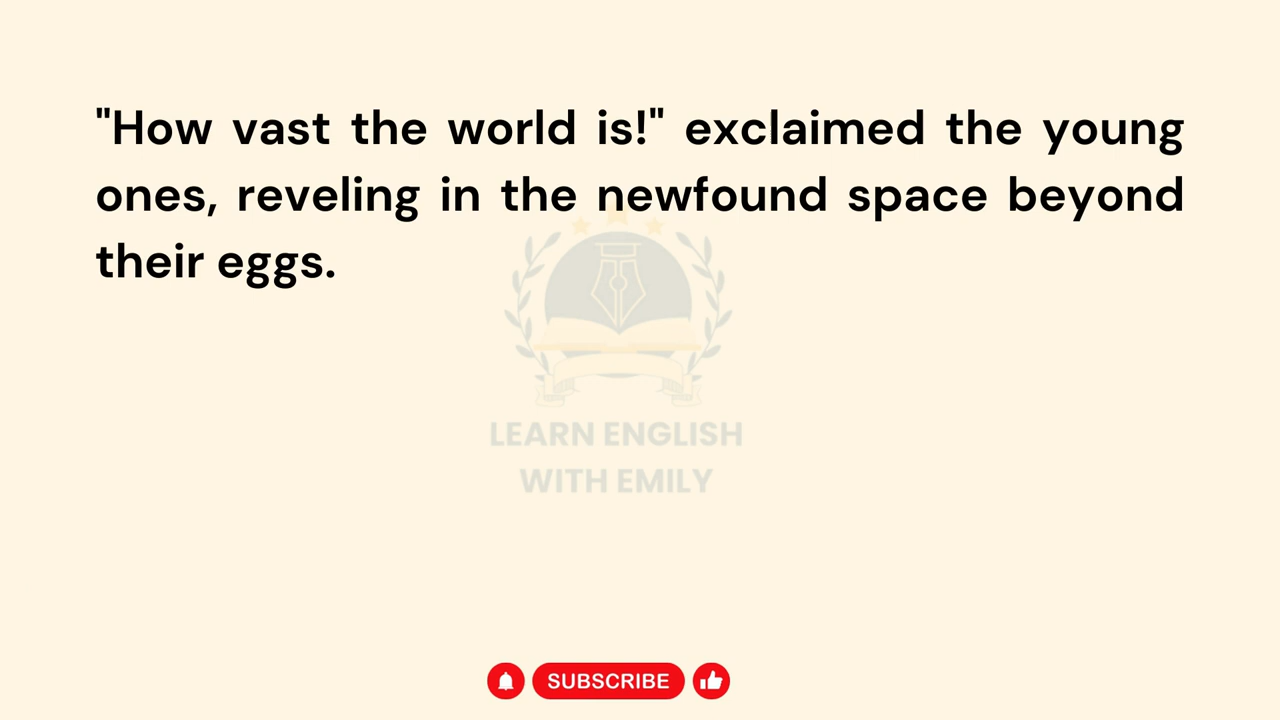 "How vast the world is!" exclaimed the young
ones, reveling in the newfound space beyond
their eggs.
LEARN ENGLISH
WITH EMILY
SUBSCRIBE